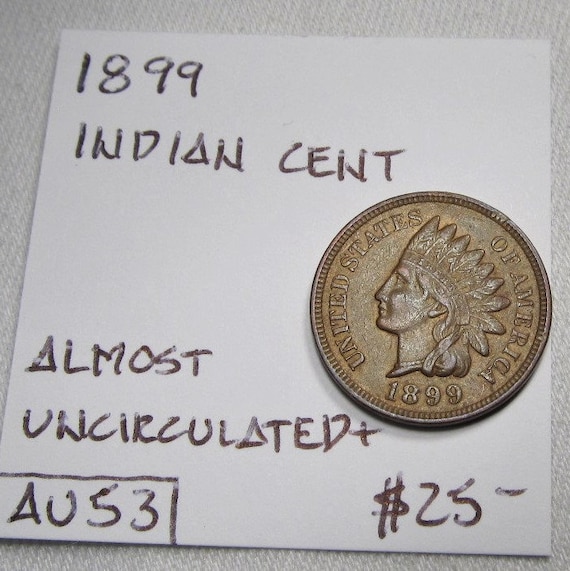 1899
INDIAN CENT
UNITED STATES OF AMERICA
1899
ALMOST
UNCIRCULATED+
AU53
$25-